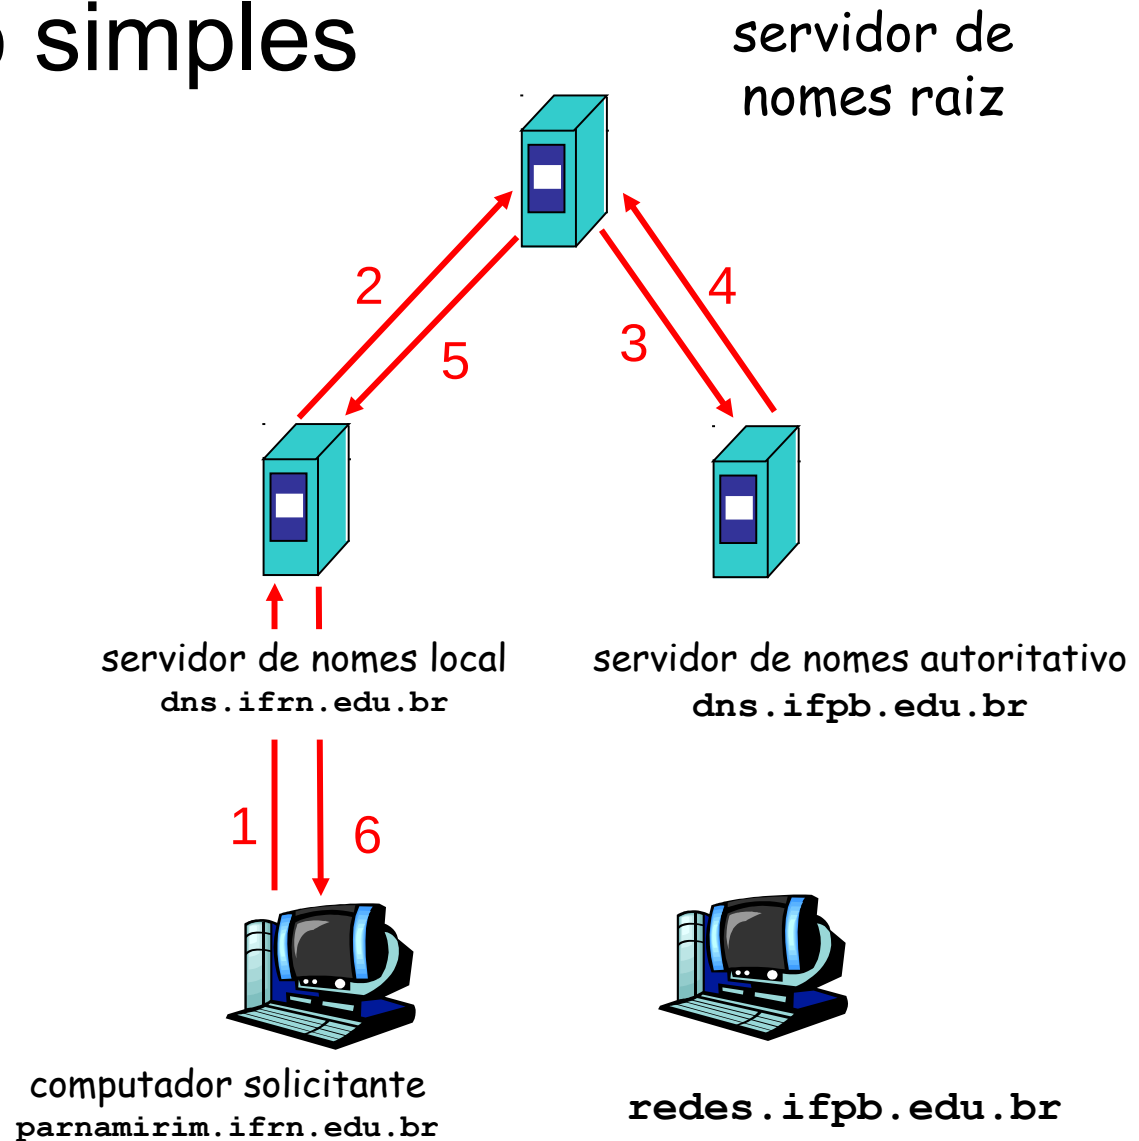 simples
servidor de
nomes raiz
2
4
3
5
servidor de nomes local
dns.ifrn.edu.br
servidor de nomes autoritativo
dns.ifpb.edu.br
1
6
computador solicitante
parnamirim.ifrn.edu.br
redes.ifpb.edu.br